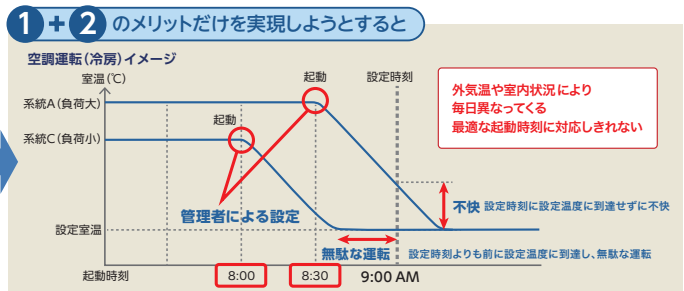 1+2のメリットだけを実現しようとすると
空調運転(冷房)イメージ
室温(℃)
起動
設定時刻
系統A(負荷大)
外気温や室内状況により
毎日異なってくる
最適な起動時刻に対応しきれない
起動
系統C(負荷小)
管理者による設定
不快 設定時刻に設定温度に到達せずに不快
設定室温
無駄な運転 設定時刻よりも前に設定温度に到達し、無駄な運転
起動時刻
8:00
8:30
9:00 AM